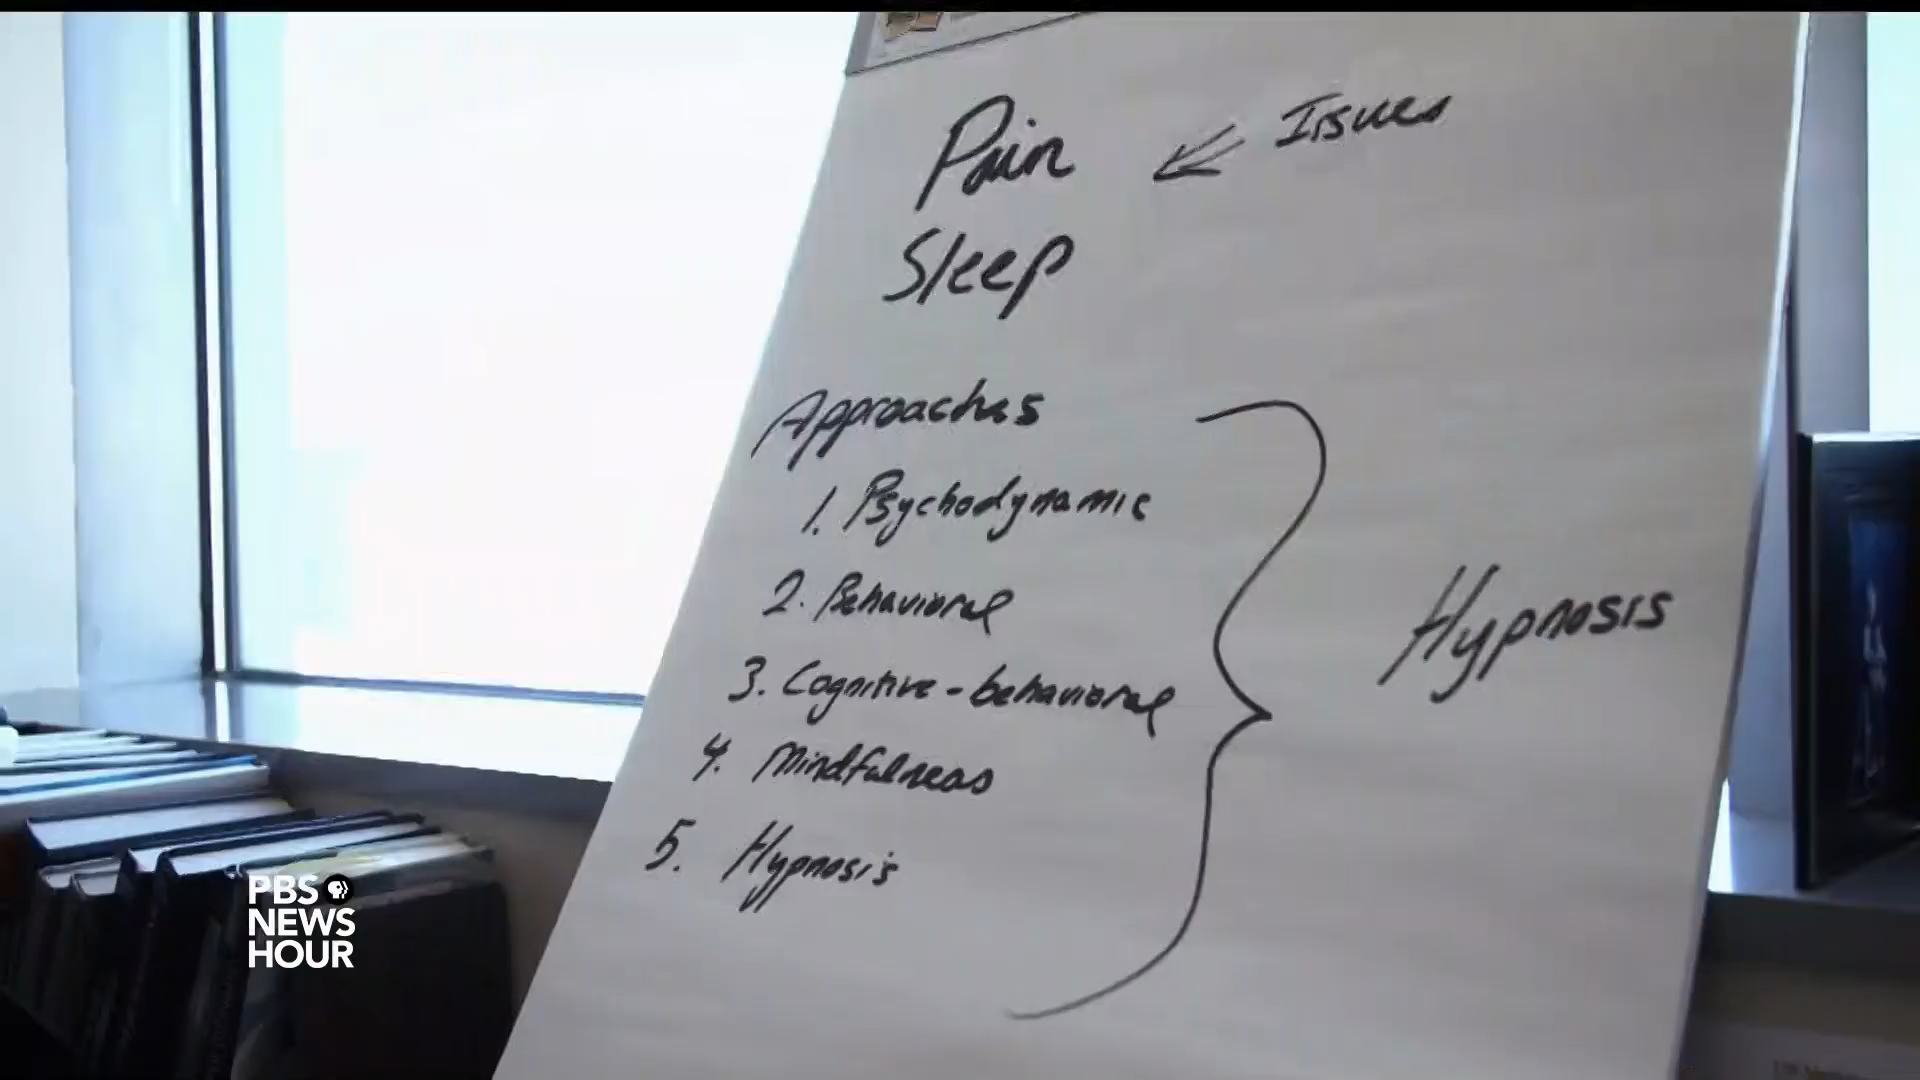 Pain ← Issues
Sleep
Approaches
1. Psychodynamic
2. Behavioral
3. Cognitive-behavioral
4. Mindfulness
5. Hypnosis
Hypnosis
PBS
NEWS
HOUR